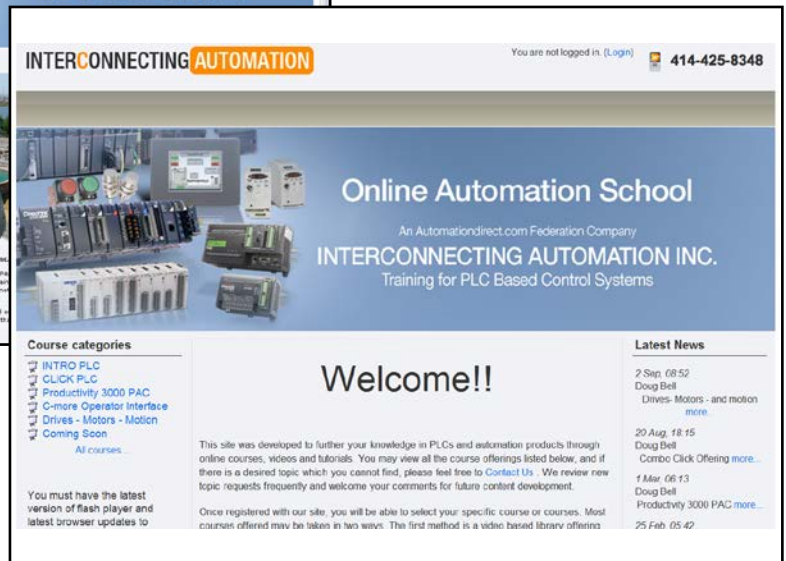 INTERCONNECTING AUTOMATION
You are not logged in. (Login)
414-425-8348
Online Automation School
An Automationdirect.com Federation Company
INTERCONNECTING AUTOMATION INC.
Training for PLC Based Control Systems
Course categories
INTRO PLC
CLICK PLC
Productivity 3000 PAC
C-more Operator Interface
Drives - Motors - Motion
Coming Soon
All courses ...
You must have the latest
version of flash player and
latest browser updates to
Welcome!!
This site was developed to further your knowledge in PLCs and automation products through
online courses, videos and tutorials. You may view all the course offerings listed below, and if
there is a desired topic which you cannot find, please feel free to Contact Us . We review new
topic requests frequently and welcome your comments for future content development.
Once registered with our site, you will be able to select your specific course or courses. Most
courses offered may be taken in two ways. The first method is a video based library offering
Latest News
2 Sep, 08:52
Doug Bell
Drives- Motors - and motion
more...
20 Aug, 18:15
Doug Bell
Combo Click Offering more...
1 Mar, 06:13
Doug Bell
Productivity 3000 PAC more...
25 Feb, 05:42